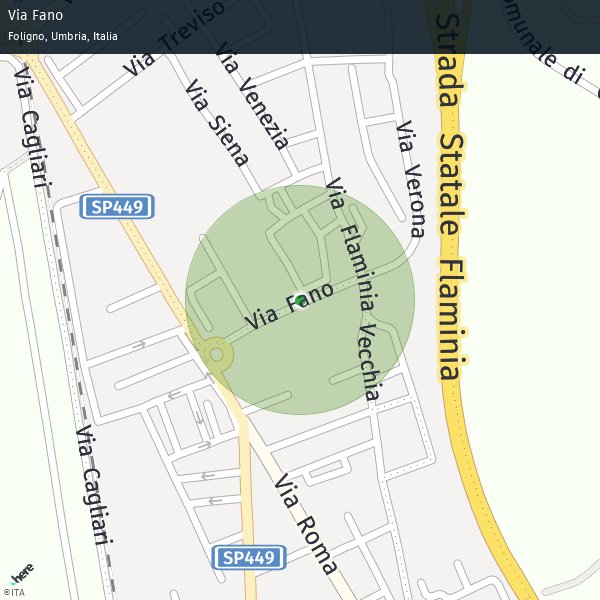 Via Fano
Foligno, Umbria, Italia
Via Treviso
Via Venezia
Via Siena
Via Cagliari
Strada Statale Flaminia
omunale di
Via Verona
SP449
Via Flaminia Vecchia
Via Fano
Via Cagliari
Via Roma
SP449
here
©ITA